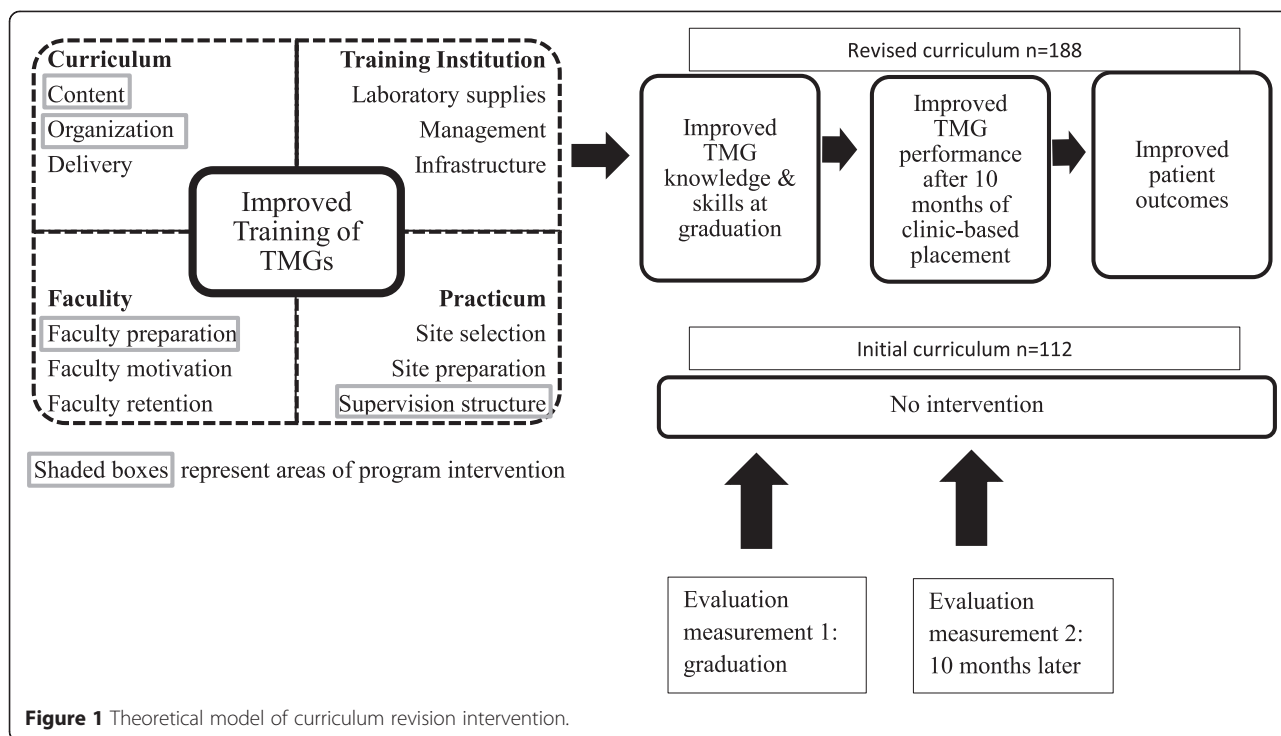 Curriculum
Content
Organization
Delivery
Training Institution
Laboratory supplies
Management
Infrastructure
Improved
Training of
TMGs
Faculity
Faculty preparation
Faculty motivation
Faculty retention
Practicum
Site selection
Site preparation
Supervision structure
Shaded boxes represent areas of program intervention
Revised curriculum n=188
Improved
TMG
knowledge &
skills at
graduation
Improved
TMG
performance
after 10
months of
clinic-based
placement
Improved
patient
outcomes
Initial curriculum n=112
No intervention
Evaluation
measurement 1:
graduation
Evaluation
measurement 2:
10 months later
Figure 1 Theoretical model of curriculum revision intervention.